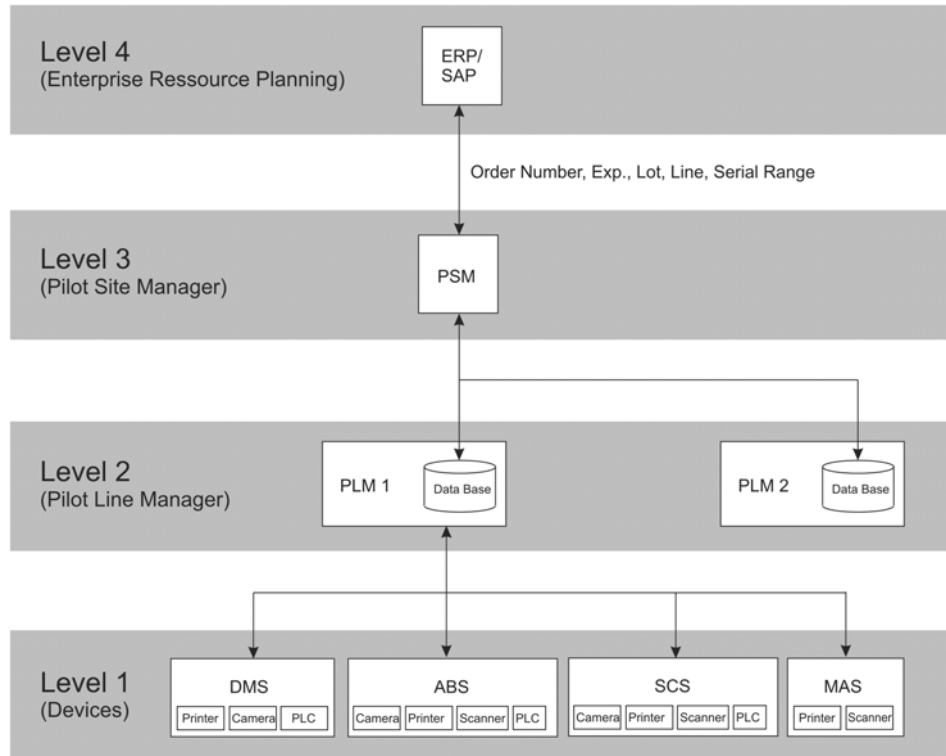 Level 4
(Enterprise Ressource Planning)
ERP/
SAP
Order Number, Exp., Lot, Line, Serial Range
Level 3
(Pilot Site Manager)
PSM
Level 2
(Pilot Line Manager)
PLM 1
Data Base
PLM 2
Data Base
Level 1
(Devices)
DMS
Printer
Camera
PLC
ABS
Camera
Printer
Scanner
PLC
SCS
Camera
Printer
Scanner
PLC
MAS
Printer
Scanner